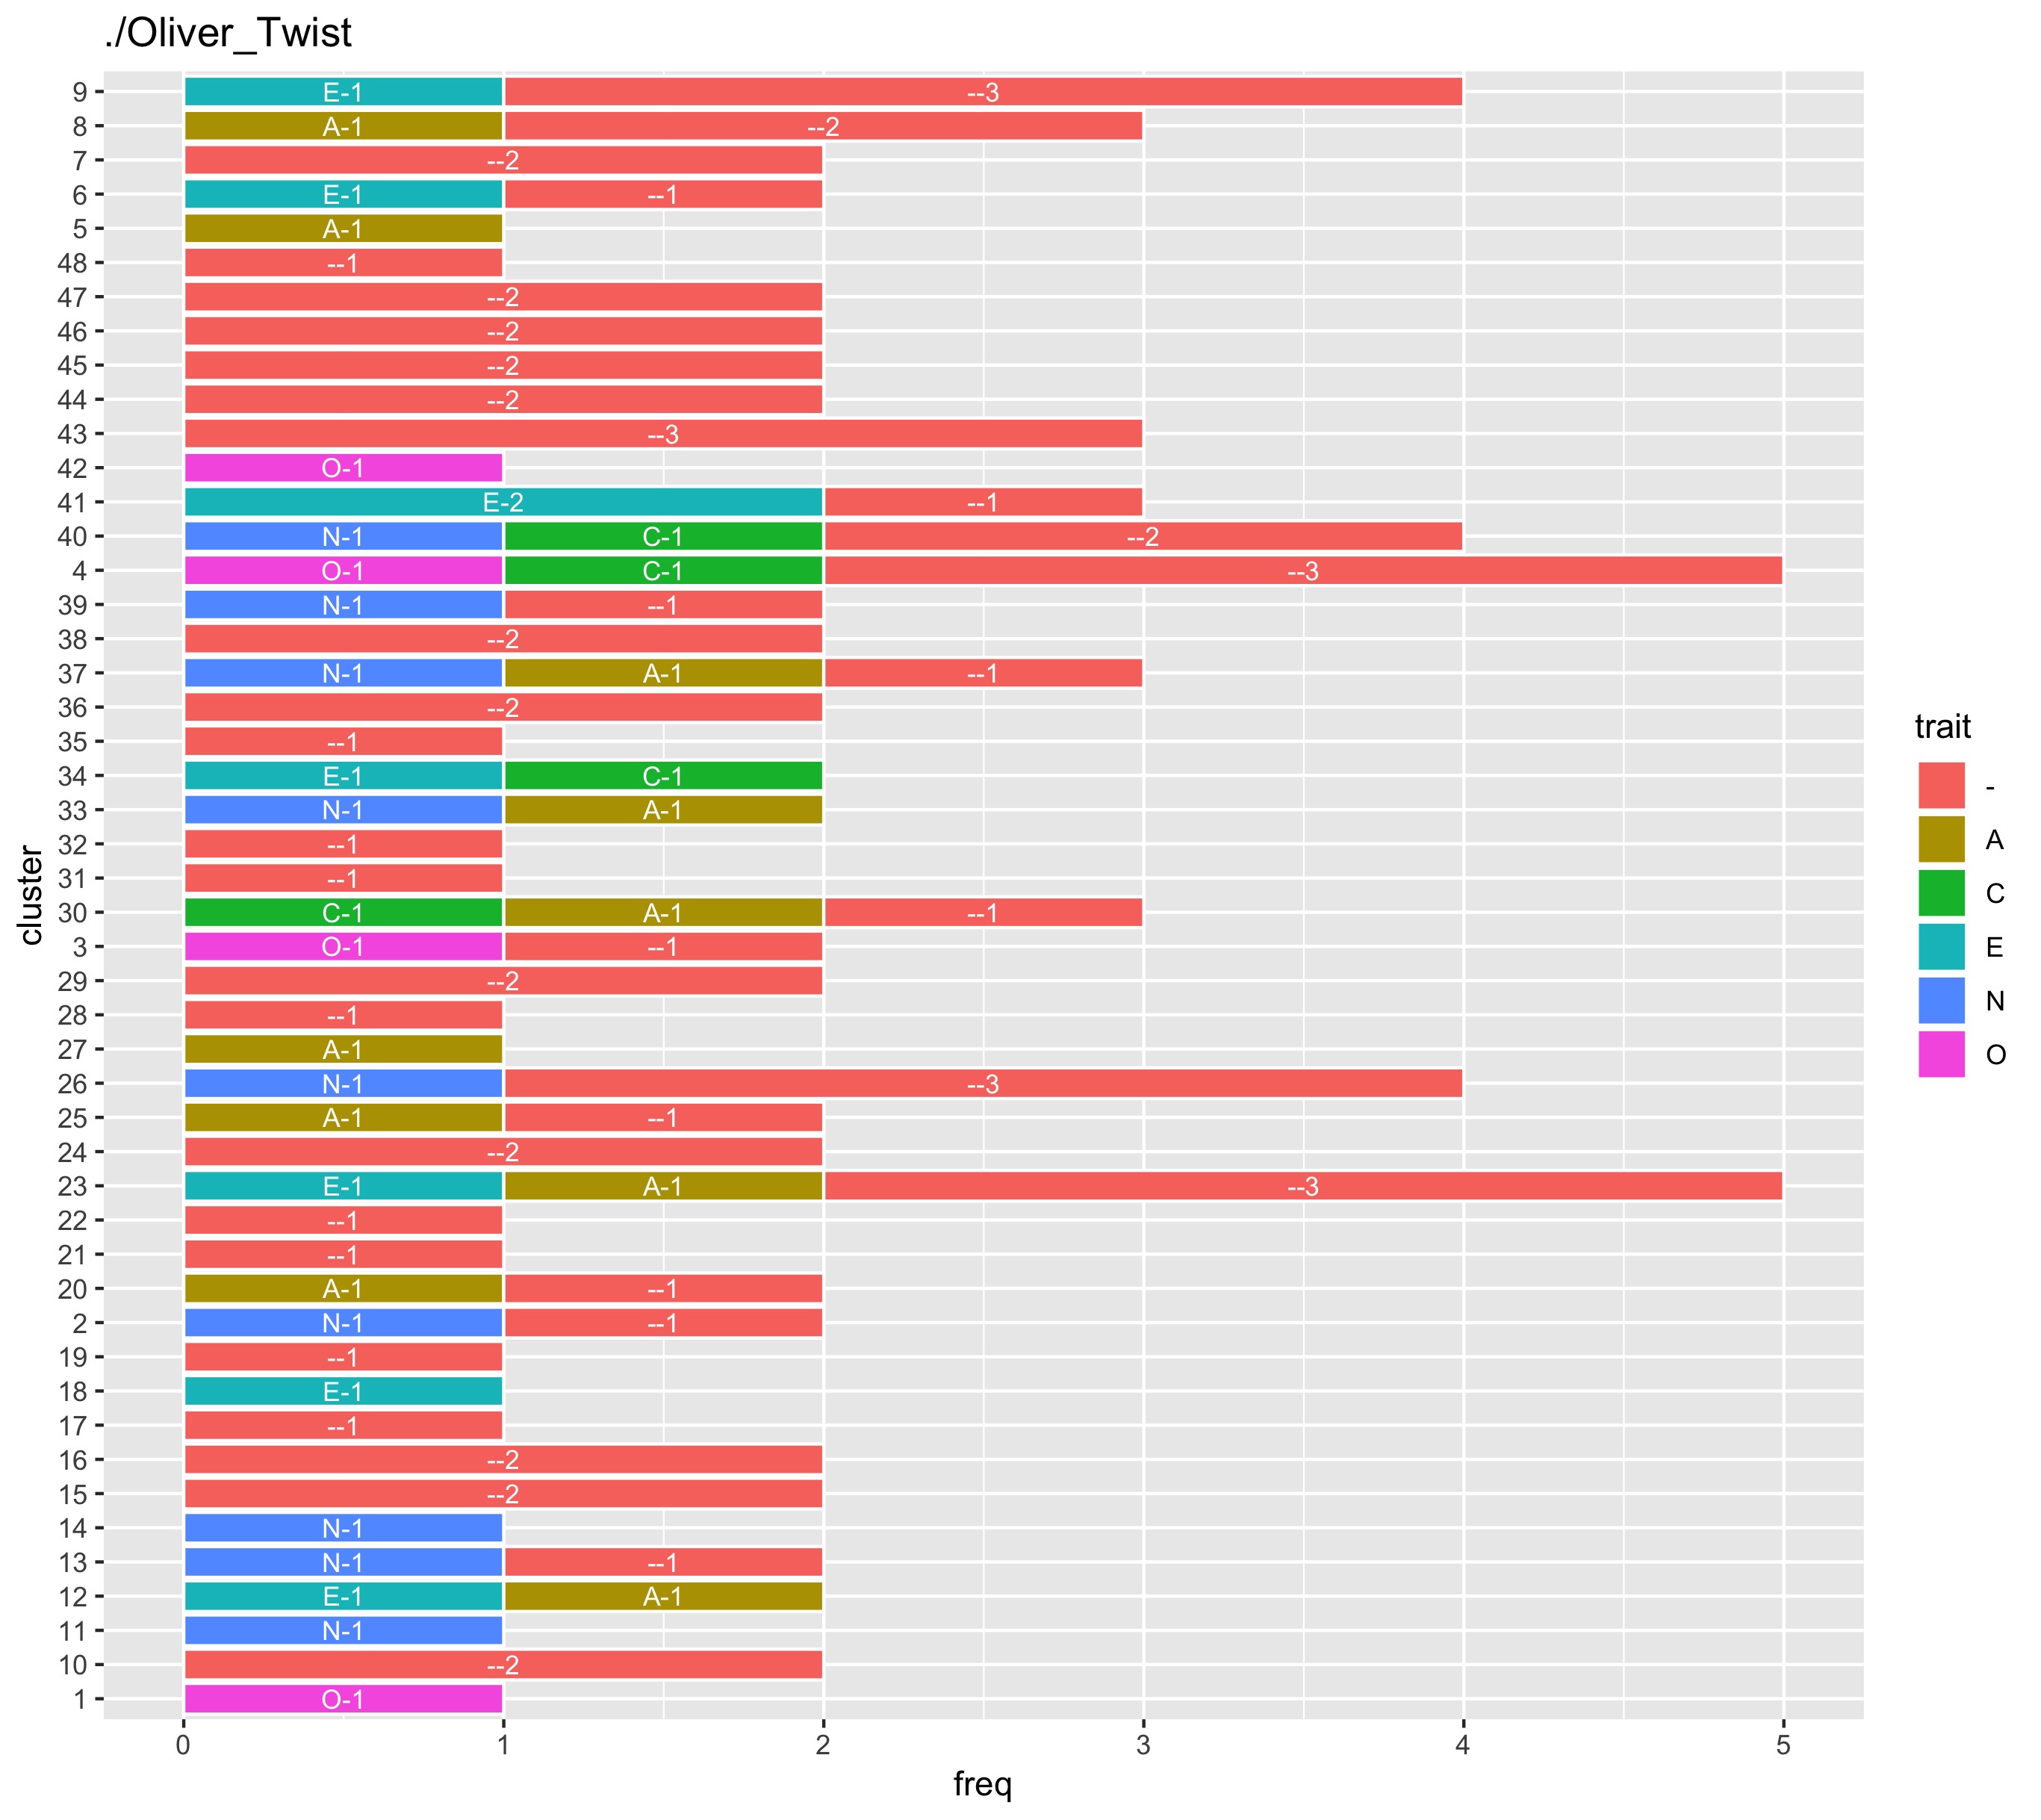 ./Oliver_Twist
9 E-1 --3
8 A-1 --2
7 --2
6 E-1 --1
5 A-1
48 --1
47 --2
46 --2
45 --2
44 --2
43 --3
42 O-1
41 E-2 --1
40 N-1 C-1 --2
4 O-1 C-1 --3
39 N-1 --1
38 --2
37 N-1 A-1 --1
36 --2
35 --1
34 E-1 C-1
33 N-1 A-1
32 --1
31 --1
30 C-1 A-1 --1
3 O-1 --1
29 --2
28 --1
27 A-1
26 N-1 --3
25 A-1 --1
24 --2
23 E-1 A-1 --3
22 --1
21 --1
20 A-1 --1
2 N-1 --1
19 --1
18 E-1
17 --1
16 --2
15 --2
14 N-1
13 N-1 --1
12 E-1 A-1
11 N-1
10 --2
1 O-1
0 1 2 3 4 5
freq
cluster
trait
-
A
C
E
N
O